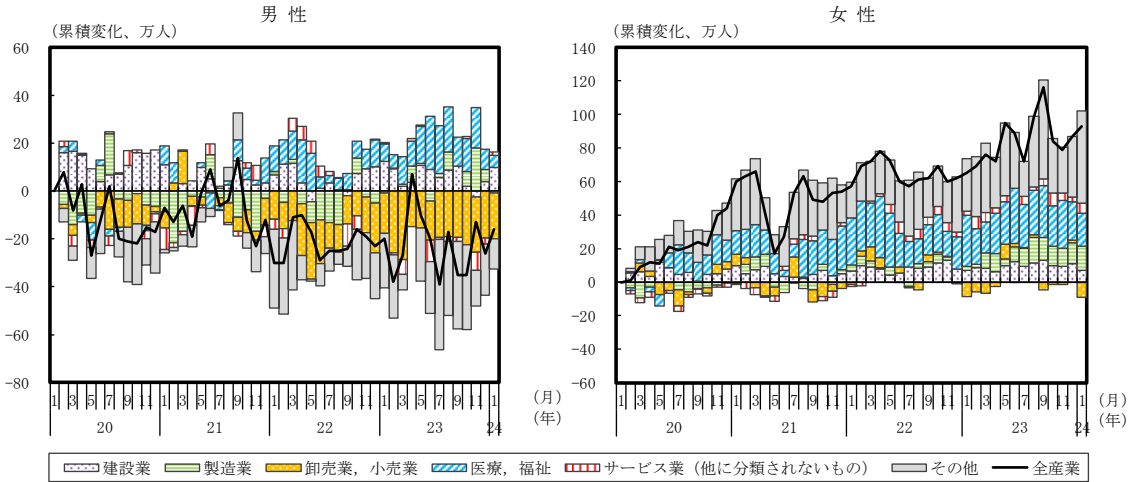 男 性
（累積変化、万人）
60
40
20
0
−20
−40
−60
−80
1 3 5 7 9 11 1 3 5 7 9 11 1 3 5 7 9 11 1 3 5 7 9 11 1
（月）
20 21 22 23 24
（年）
女 性
（累積変化、万人）
140
120
100
80
60
40
20
0
−20
−40
−60
1 3 5 7 9 11 1 3 5 7 9 11 1 3 5 7 9 11 1 3 5 7 9 11 1
（月）
20 21 22 23 24
（年）
建設業 製造業 卸売業，小売業 医療，福祉 サービス業（他に分類されないもの） その他 全産業